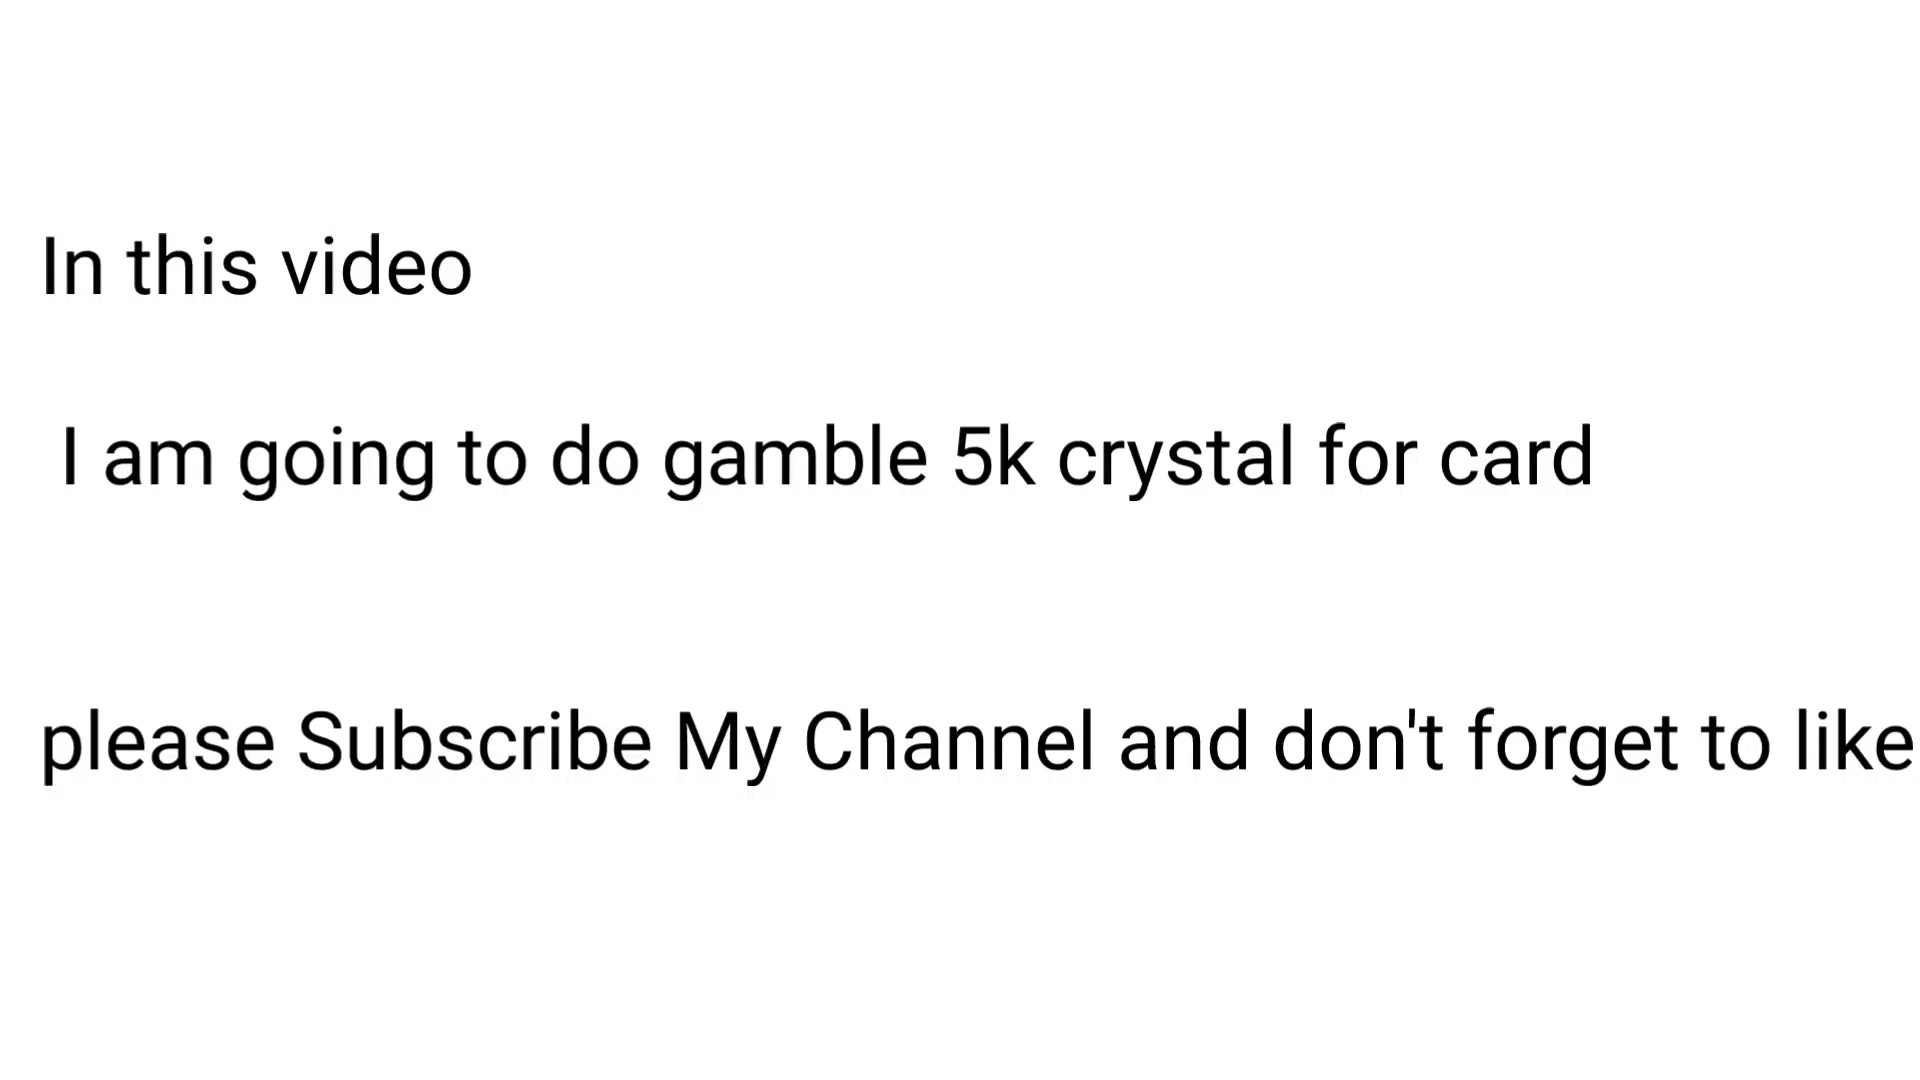 In this video
I am going to do gamble 5k crystal for card
please Subscribe My Channel and don't forget to like